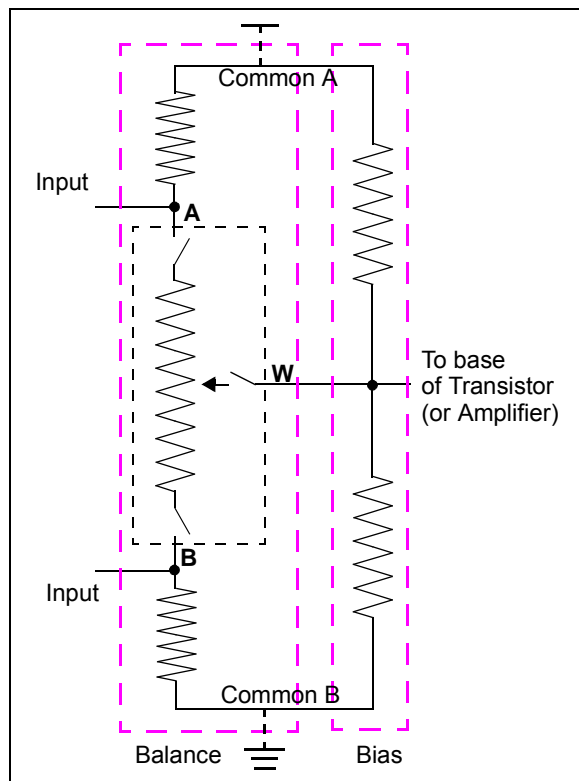 Common A
Input
A
W
To base
of Transistor
(or Amplifier)
B
Input
Common B
Balance
Bias